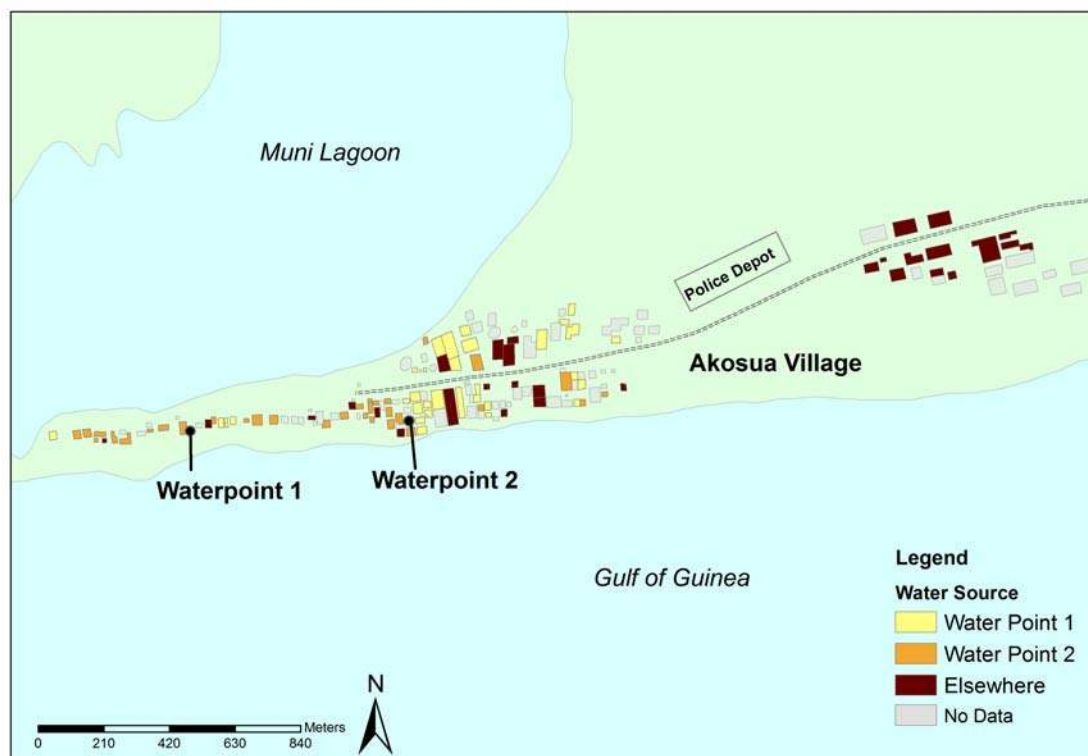 Muni Lagoon
Police Depot
Akosua Village
Waterpoint 1
Waterpoint 2
Gulf of Guinea
Legend
Water Source
Water Point 1
Water Point 2
Elsewhere
No Data
N
Meters
0 210 420 630 840